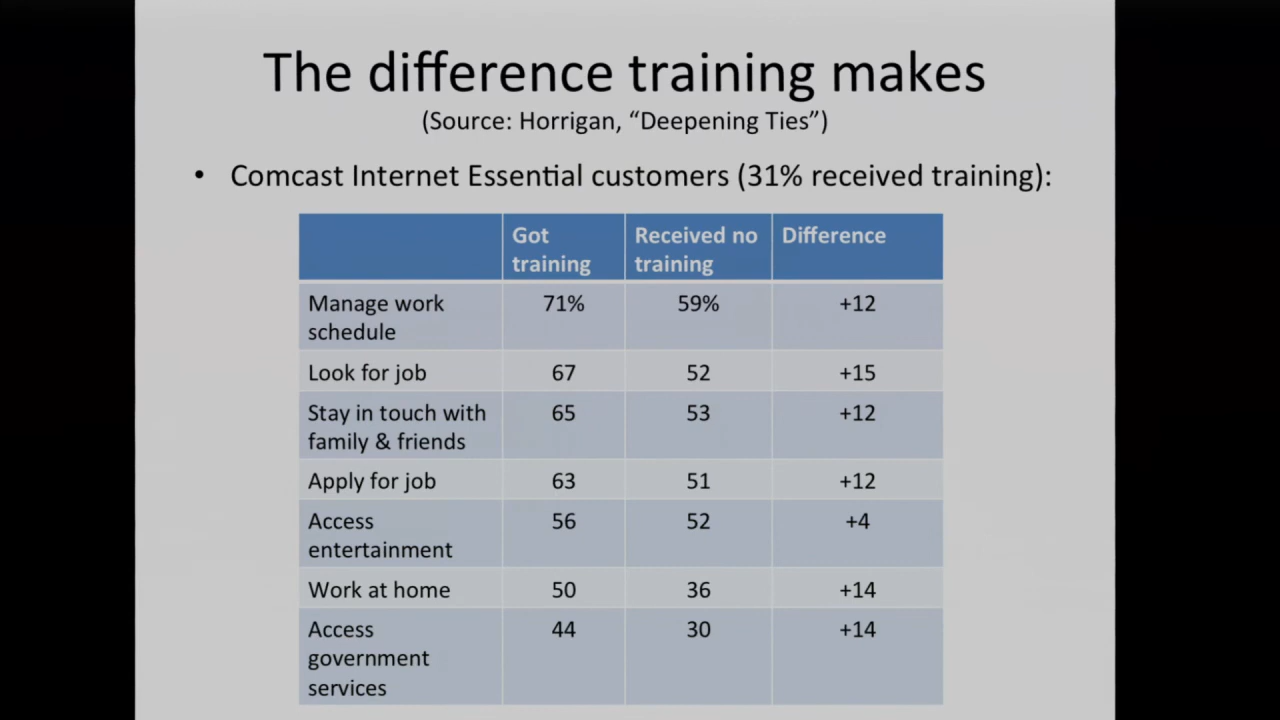 The difference training makes
(Source: Horrigan, “Deepening Ties”)
• Comcast Internet Essential customers (31% received training):
Got training Received no training Difference
Manage work schedule 71% 59% +12
Look for job 67 52 +15
Stay in touch with family & friends 65 53 +12
Apply for job 63 51 +12
Access entertainment 56 52 +4
Work at home 50 36 +14
Access government services 44 30 +14